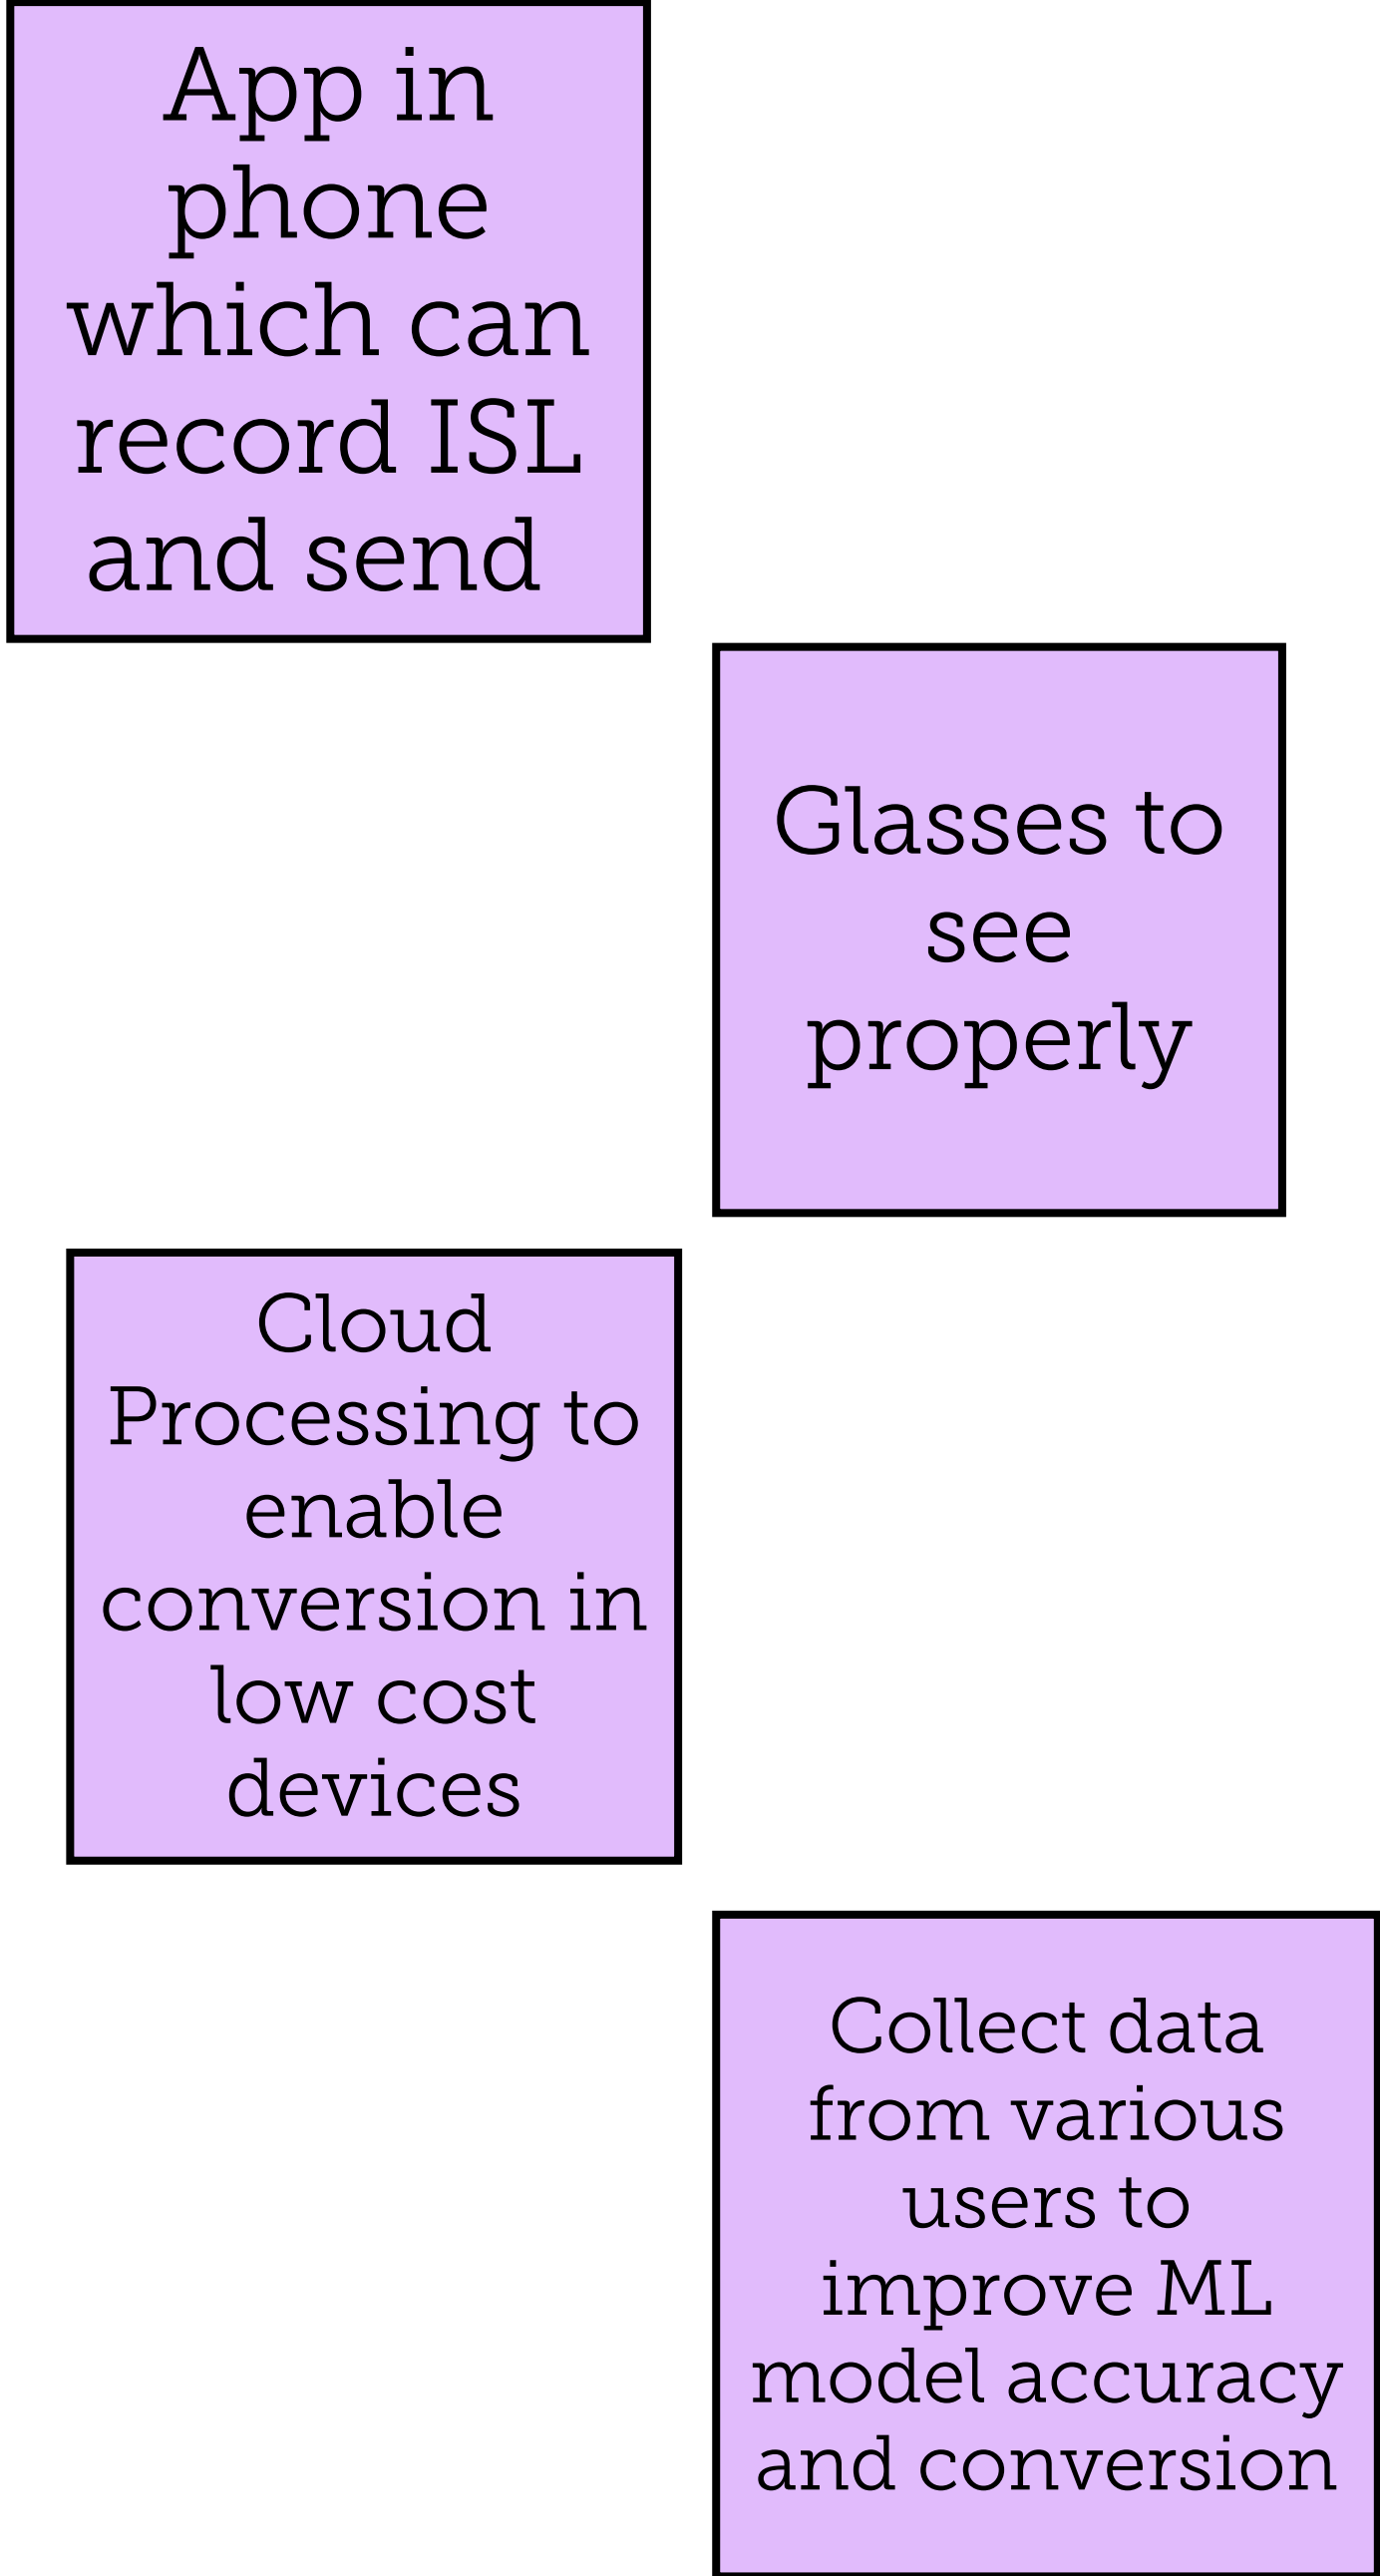 App in
phone
which can
record ISL
and send
Glasses to
see
properly
Cloud
Processing to
enable
conversion in
low cost
devices
Collect data
from various
users to
improve ML
model accuracy
and conversion